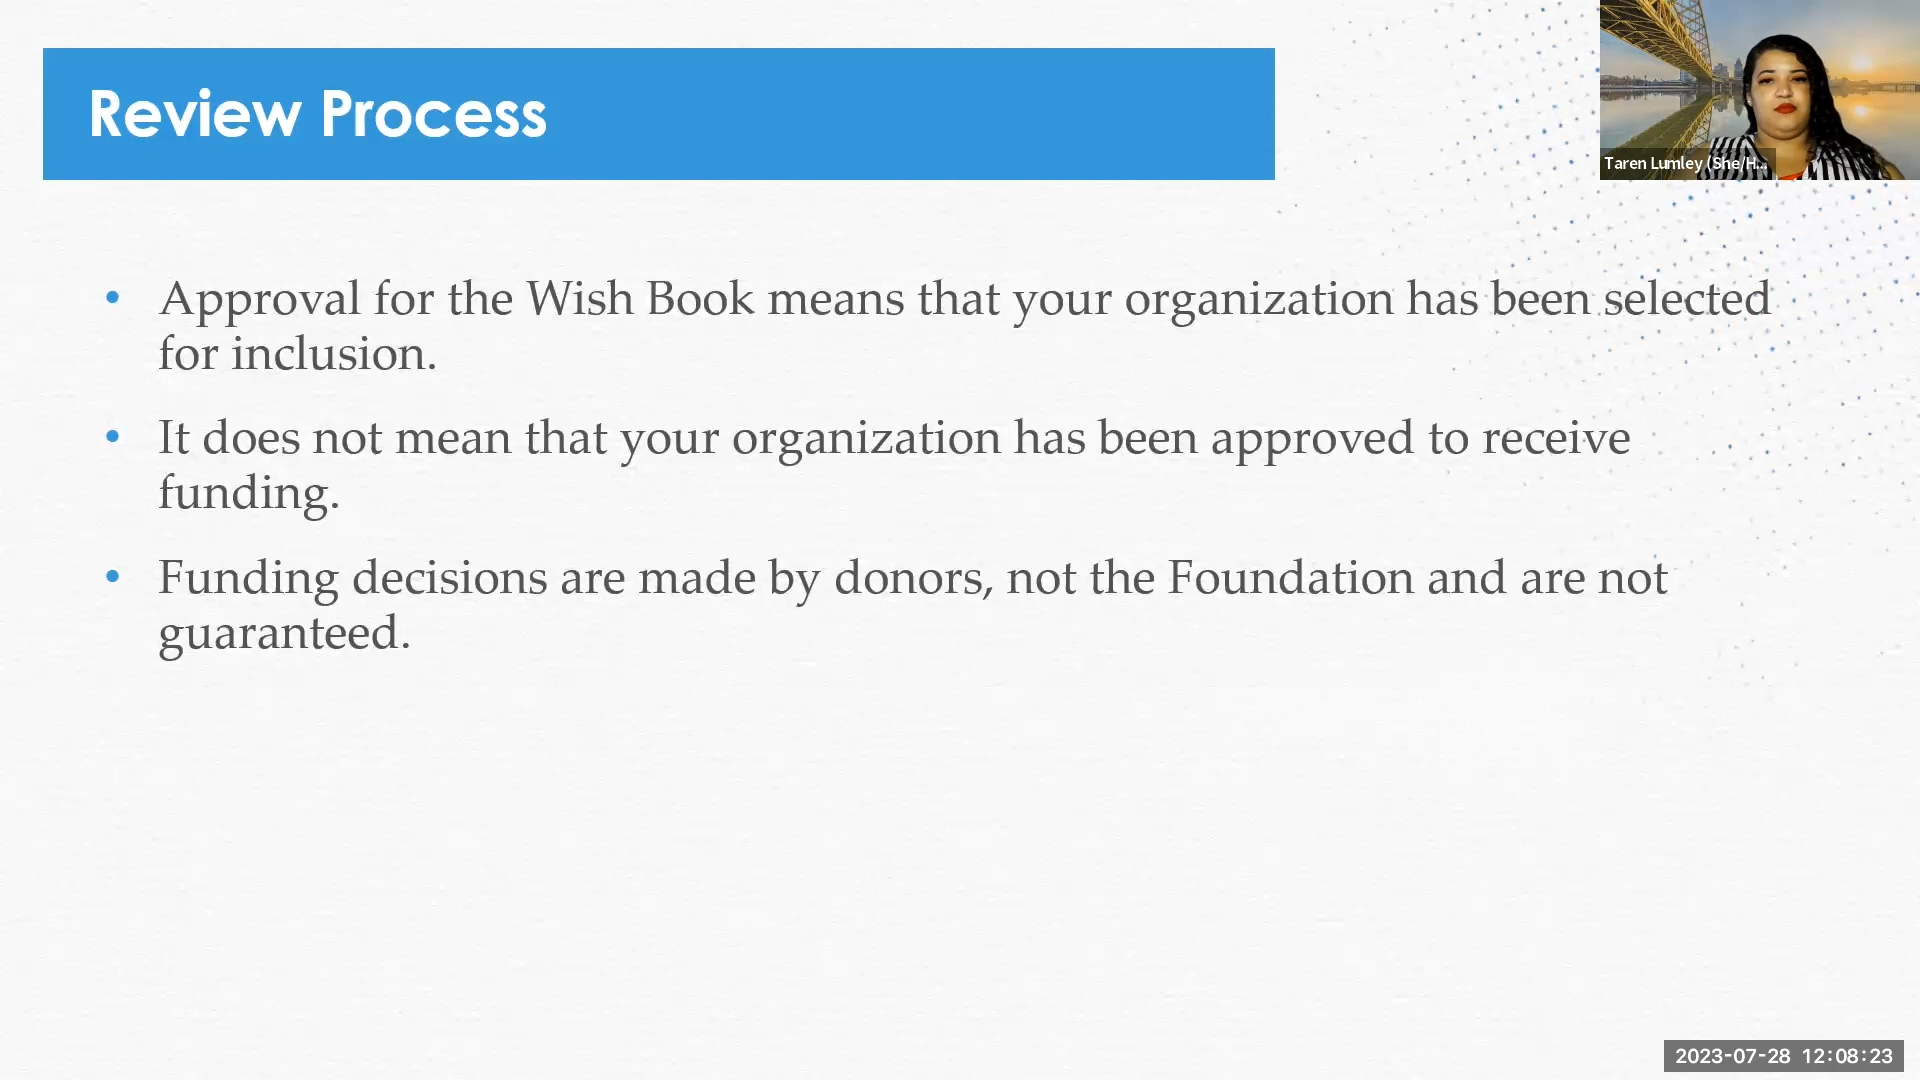 Review Process
Taren Lumley (She/H...
• Approval for the Wish Book means that your organization has been selected
for inclusion.
• It does not mean that your organization has been approved to receive
funding.
• Funding decisions are made by donors, not the Foundation and are not
guaranteed.
2023-07-28 12:08:23